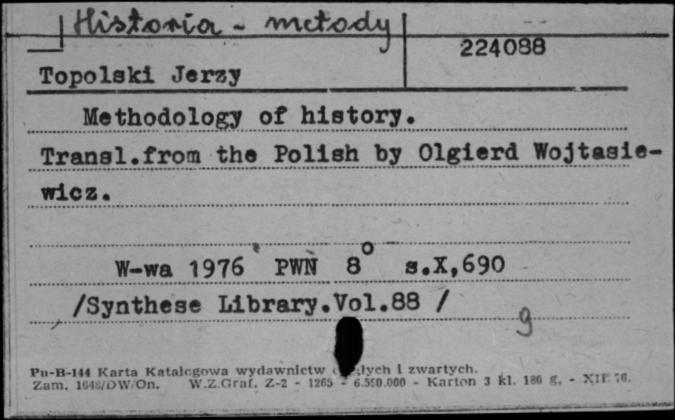 Historia - metody
224088
Topolski Jerzy
Methodology of history.
Transl.from the Polish by Olgierd Wojtasie-
wicz.
W-wa 1976 PWN 8° s.X,690
/Synthese Library.Vol.88 /
g
Pu-B-144 Karta Katalogowa wydawnictw i zwartych.
Zam. 1648/DW/On. W.Z.Graf. Z-2 - 1265 - 6.550.000 - Karton 3 kl. 180 g. - XII 76.